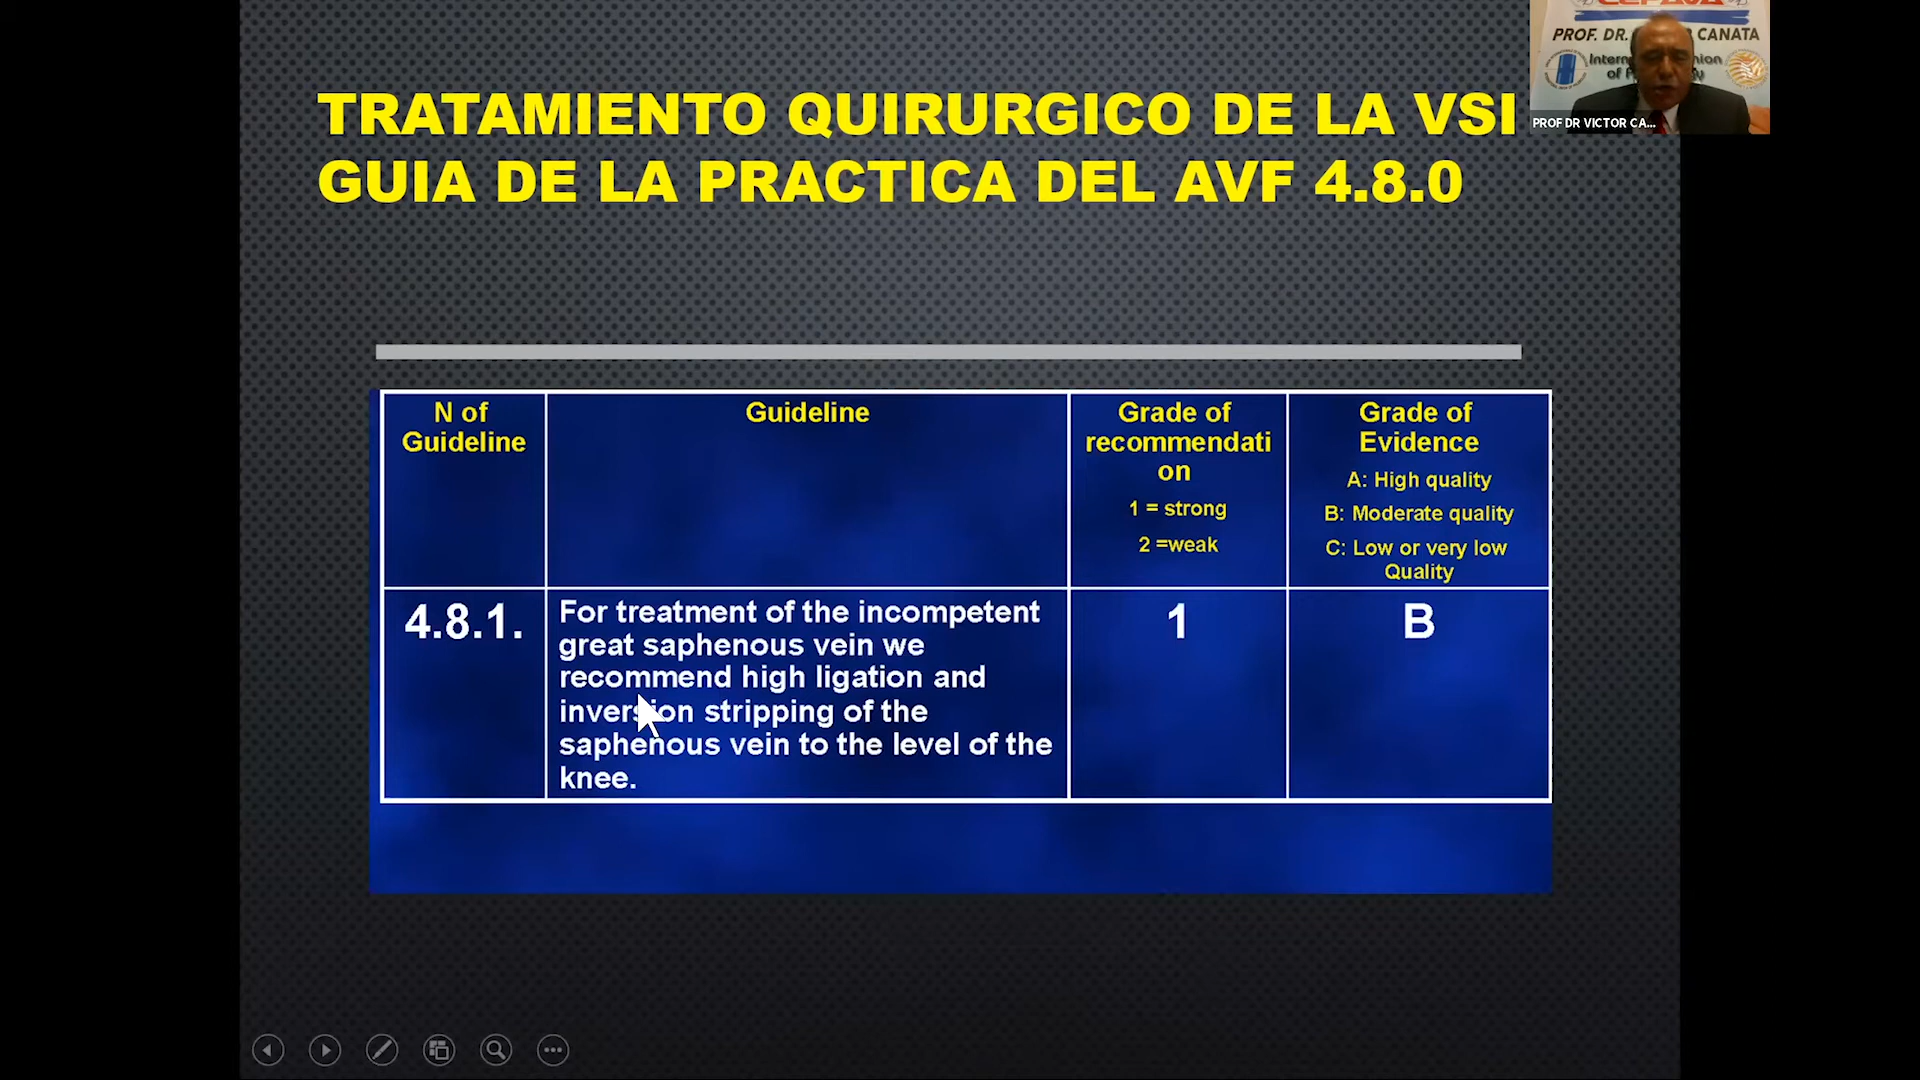 TRATAMIENTO QUIRURGICO DE LA VSI
GUIA DE LA PRACTICA DEL AVF 4.8.0
PROF. DR.
CANATA
PROF DR VICTOR CA...
N of
Guideline
Guideline
Grade of
recommendati
on
1 = strong
2 =weak
Grade of
Evidence
A: High quality
B: Moderate quality
C: Low or very low
Quality
4.8.1.
For treatment of the incompetent
great saphenous vein we
recommend high ligation and
inversion stripping of the
saphenous vein to the level of the
knee.
1
B